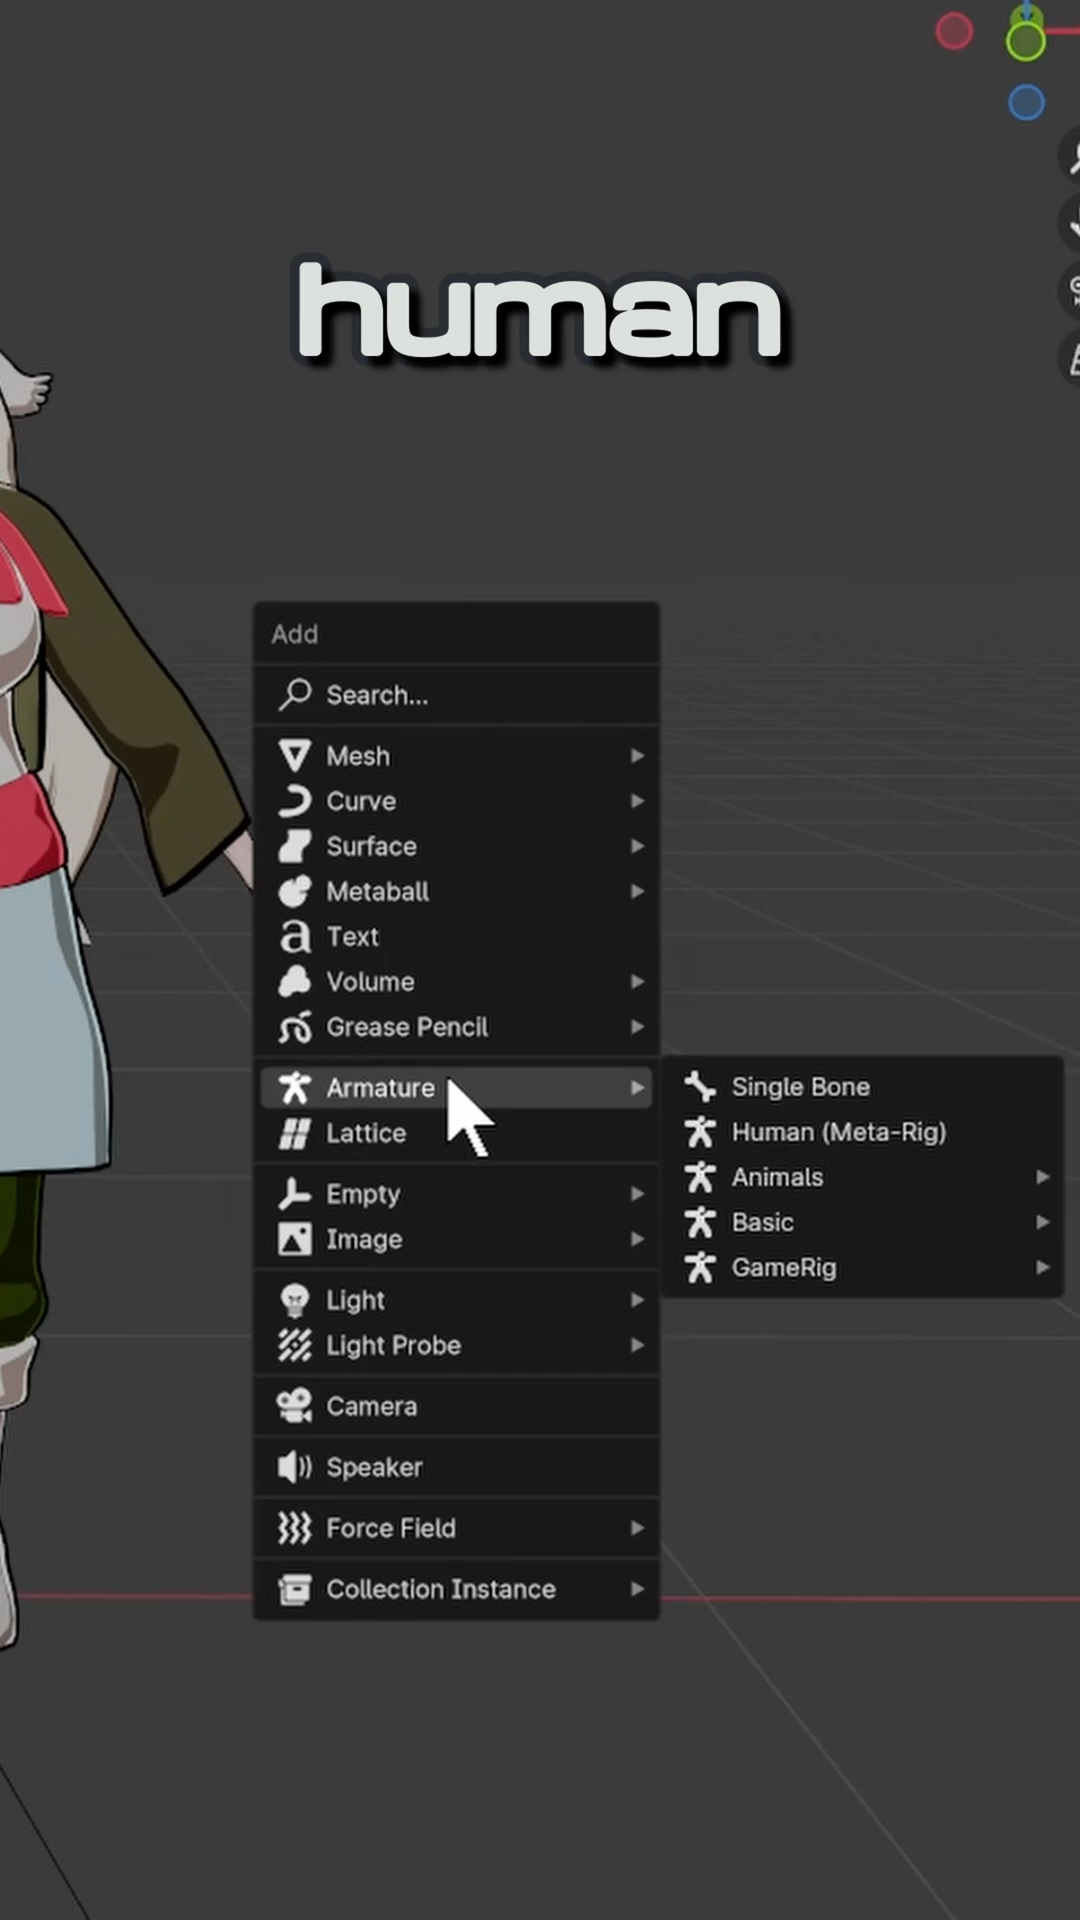 human
Add
Search...
Mesh
Curve
Surface
Metaball
Text
Volume
Grease Pencil
Armature
Lattice
Empty
Image
Light
Light Probe
Camera
Speaker
Force Field
Collection Instance
Single Bone
Human (Meta-Rig)
Animals
Basic
GameRig